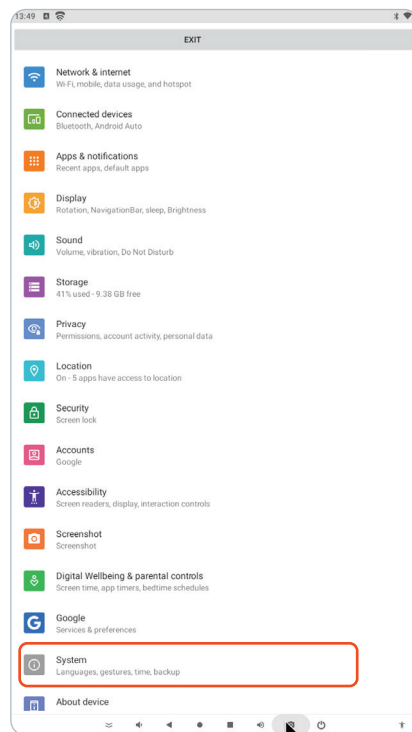 13:49
EXIT
Network & internet
Wi-Fi, mobile, data usage, and hotspot
Connected devices
Bluetooth, Android Auto
Apps & notifications
Recent apps, default apps
Display
Rotation, NavigationBar, sleep, Brightness
Sound
Volume, vibration, Do Not Disturb
Storage
41% used - 9.38 GB free
Privacy
Permissions, account activity, personal data
Location
On - 5 apps have access to location
Security
Screen lock
Accounts
Google
Accessibility
Screen readers, display, interaction controls
Screenshot
Screenshot
Digital Wellbeing & parental controls
Screen time, app timers, bedtime schedules
Google
Services & preferences
System
Languages, gestures, time, backup
About device